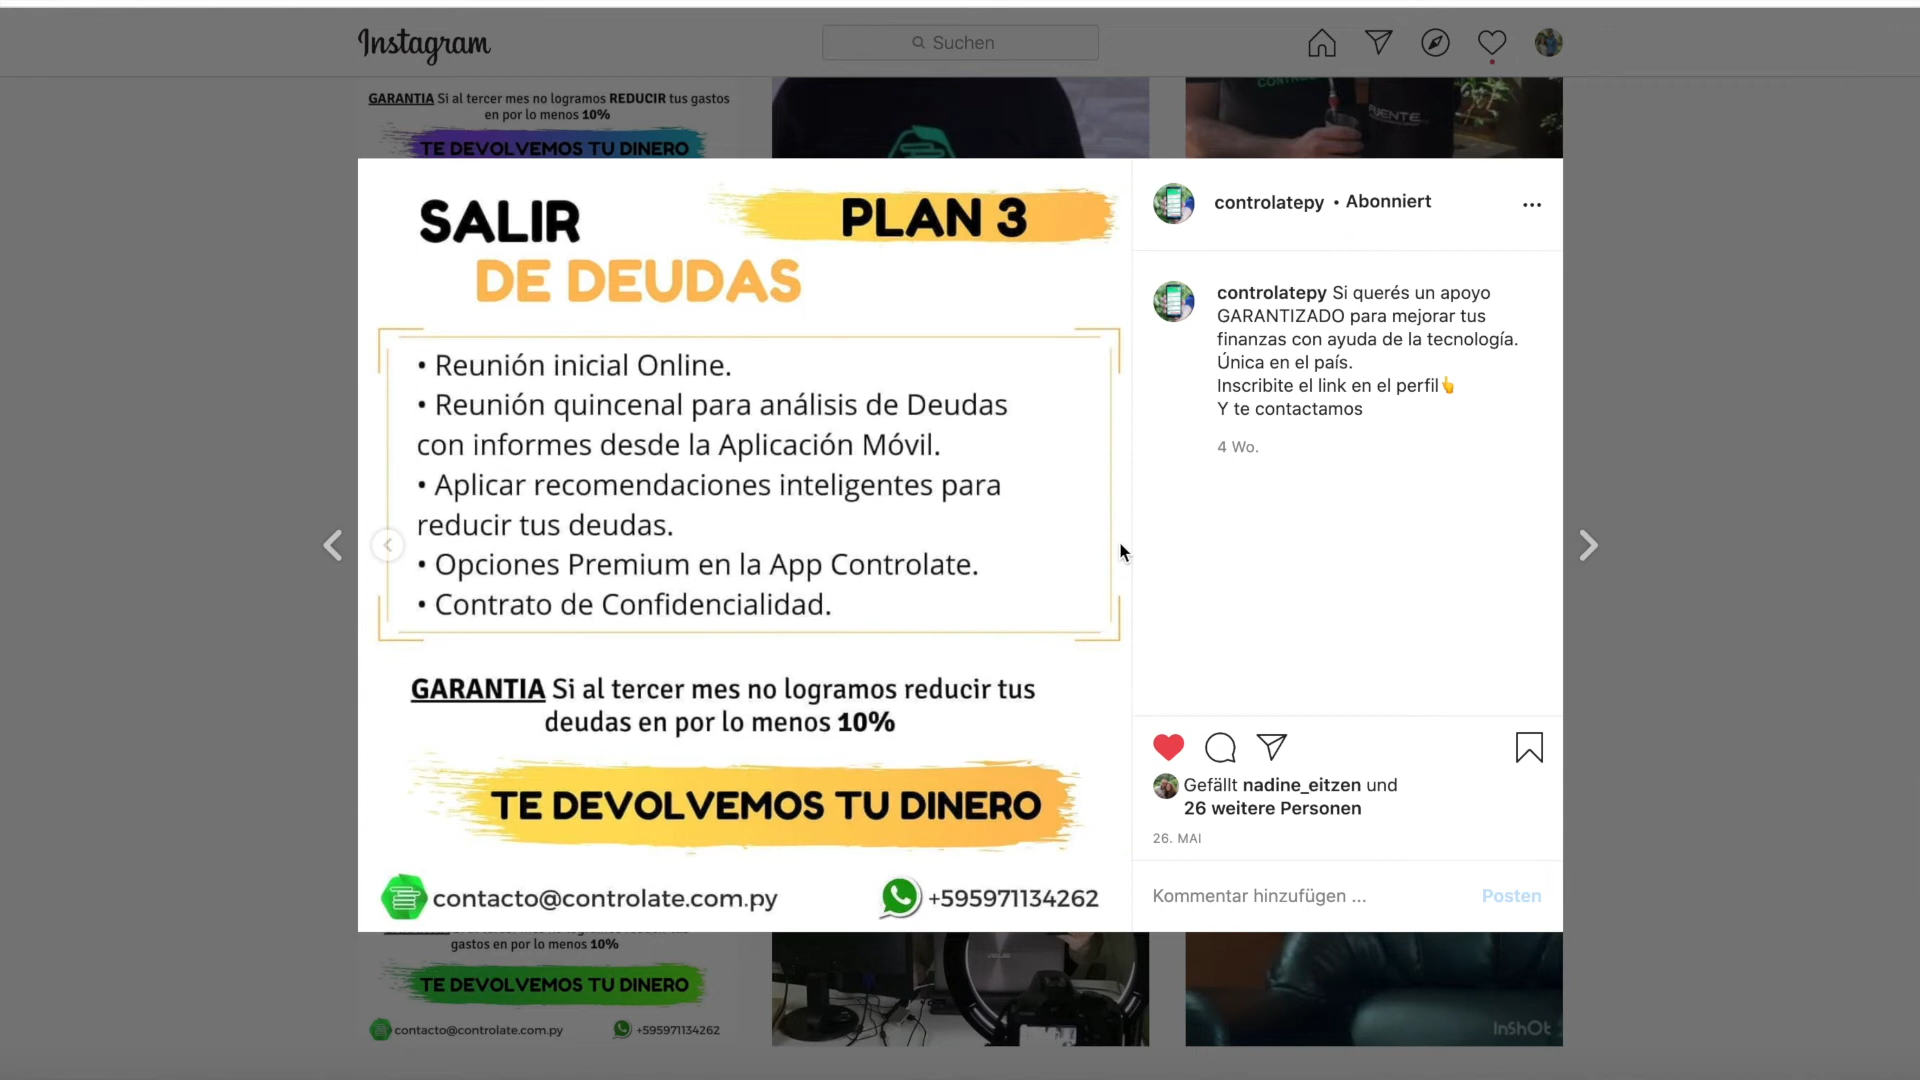 Instagram
Suchen
GARANTIA Si al tercer mes no logramos REDUCIR tus gastos
en por lo menos 10%
TE DEVOLVEMOS TU DINERO
FUENTE
SALIR
DE DEUDAS
PLAN 3
• Reunión inicial Online.
• Reunión quincenal para análisis de Deudas
con informes desde la Aplicación Móvil.
• Aplicar recomendaciones inteligentes para
reducir tus deudas.
• Opciones Premium en la App Controlate.
• Contrato de Confidencialidad.
GARANTIA Si al tercer mes no logramos reducir tus
deudas en por lo menos 10%
TE DEVOLVEMOS TU DINERO
contacto@controlate.com.py
+595971134262
controlatepy • Abonniert
controlatepy Si querés un apoyo
GARANTIZADO para mejorar tus
finanzas con ayuda de la tecnología.
Única en el país.
Inscribite el link en el perfil👆
Y te contactamos
4 Wo.
Gefällt nadine_eitzen und
26 weitere Personen
26. MAI
Kommentar hinzufügen ...
Posten
gastos en por lo menos 10%
TE DEVOLVEMOS TU DINERO
contacto@controlate.com.py
+595971134262
InShOt